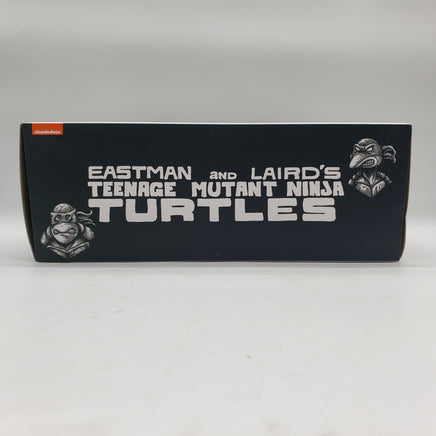 nickelodeon
EASTMAN AND LAIRD'S
TEENAGE MUTANT NINJA
TURTLES